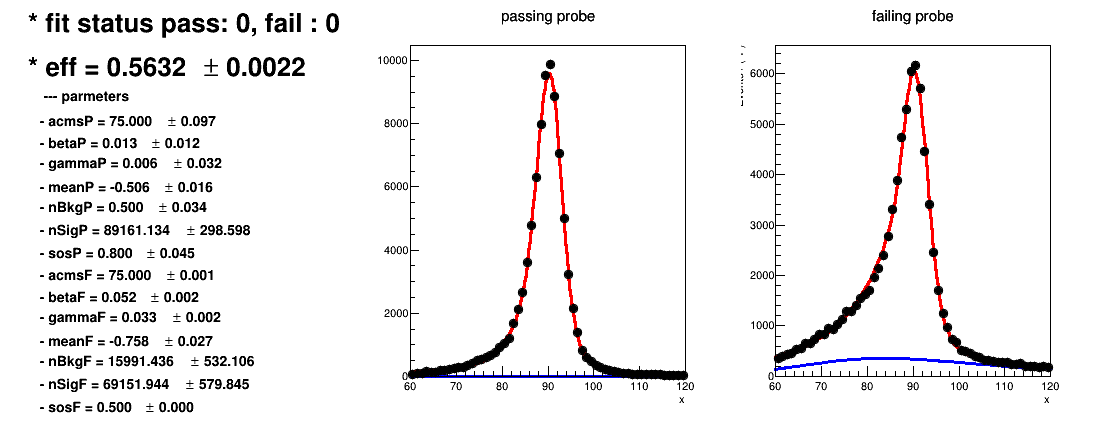 * fit status pass: 0, fail : 0
* eff = 0.5632 ± 0.0022
--- parmeters
- acmsP = 75.000 ± 0.097
- betaP = 0.013 ± 0.012
- gammaP = 0.006 ± 0.032
- meanP = -0.506 ± 0.016
- nBkgP = 0.500 ± 0.034
- nSigP = 89161.134 ± 298.598
- sosP = 0.800 ± 0.045
- acmsF = 75.000 ± 0.001
- betaF = 0.052 ± 0.002
- gammaF = 0.033 ± 0.002
- meanF = -0.758 ± 0.027
- nBkgF = 15991.436 ± 532.106
- nSigF = 69151.944 ± 579.845
- sosF = 0.500 ± 0.000
passing probe
10000
8000
6000
4000
2000
0
60 70 80 90 100 110 120
x
failing probe
6000
5000
4000
3000
2000
1000
0
60 70 80 90 100 110 120
x